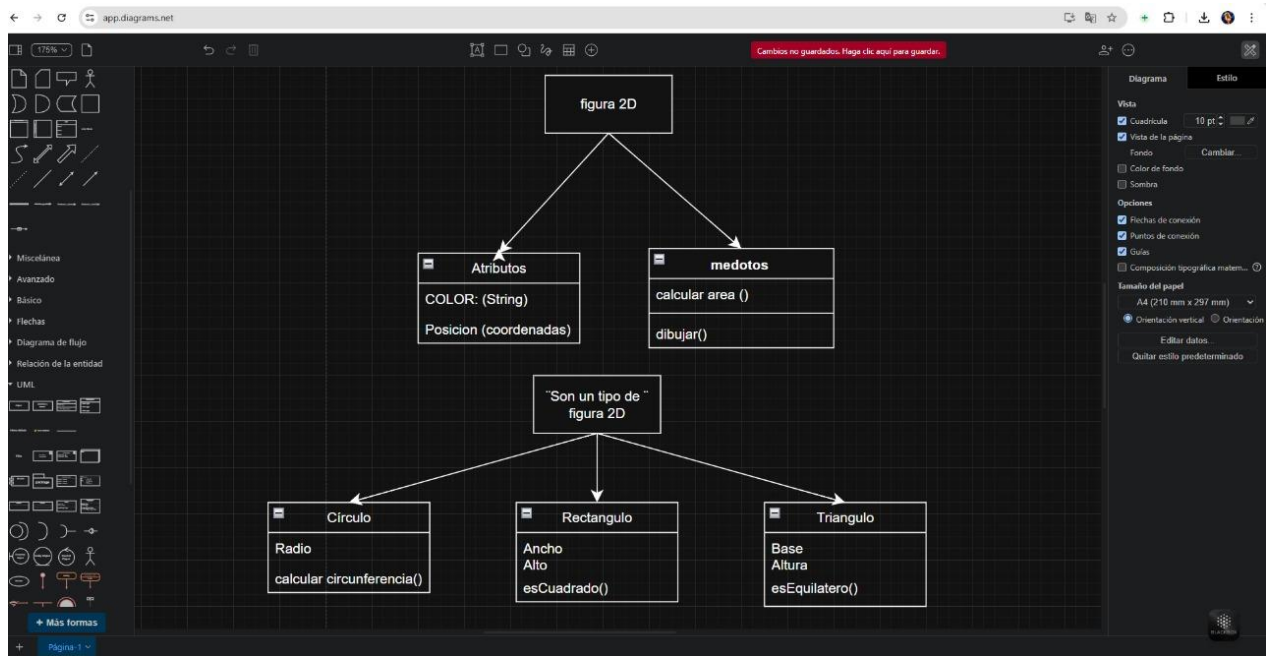 app.diagrams.net
175%
Cambios no guardados. Haga clic aquí para guardar.
Miscelánea
Avanzado
Básico
Flechas
Diagrama de flujo
Relación de la entidad
UML
+ Más formas
figura 2D
Atributos
COLOR: (String)
Posicion (coordenadas)
medotos
calcular area ()
dibujar()
¨Son un tipo de ¨
figura 2D
Círculo
Radio
calcular circunferencia()
Rectangulo
Ancho
Alto
esCuadrado()
Triangulo
Base
Altura
esEquilatero()
Diagrama Estilo
Vista
Cuadrícula 10 pt
Vista de la página
Fondo Cambiar...
Color de fondo
Sombra
Opciones
Flechas de conexión
Puntos de conexión
Guías
Composición tipográfica matem...
Tamaño del papel
A4 (210 mm x 297 mm)
Orientación vertical Orientación
Editar datos...
Quitar estilo predeterminado
Página-1